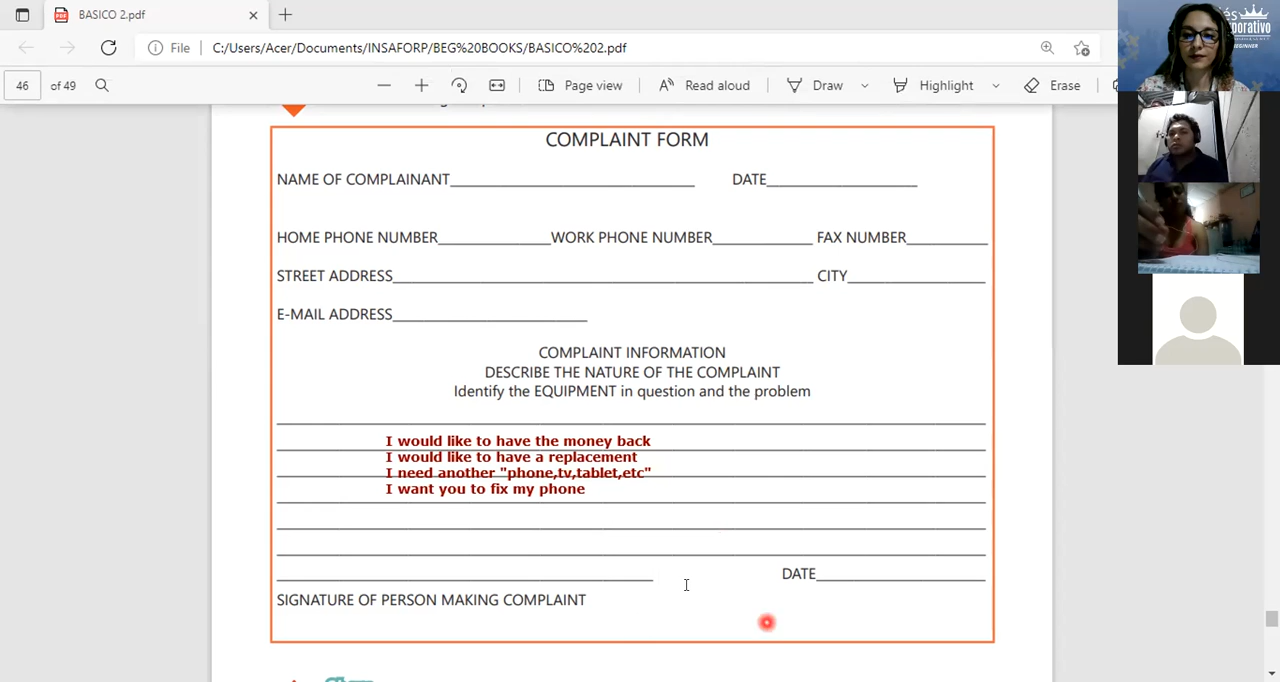 BASICO 2.pdf
File C:/Users/Acer/Documents/INSAFORP/BEG%20BOOKS/BASICO%202.pdf
46 of 49 Page view Read aloud Draw Highlight Erase
COMPLAINT FORM
NAME OF COMPLAINANT DATE
HOME PHONE NUMBER WORK PHONE NUMBER FAX NUMBER
STREET ADDRESS CITY
E-MAIL ADDRESS
COMPLAINT INFORMATION
DESCRIBE THE NATURE OF THE COMPLAINT
Identify the EQUIPMENT in question and the problem
I would like to have the money back
I would like to have a replacement
I need another "phone,tv,tablet,etc"
I want you to fix my phone
DATE
SIGNATURE OF PERSON MAKING COMPLAINT
BEGINNER